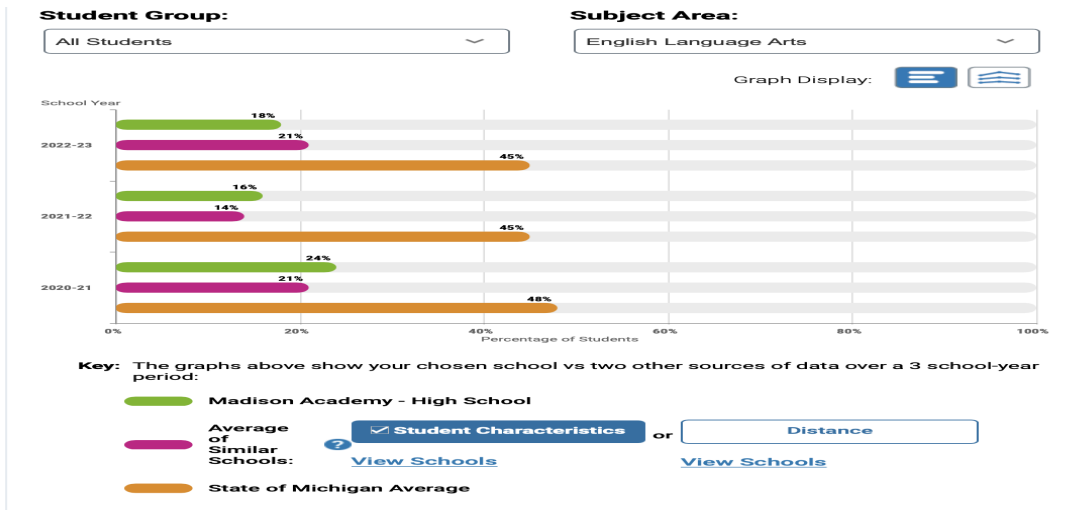 Student Group:
Subject Area:
All Students
English Language Arts
Graph Display:
School Year
18%
2022-23
21%
45%
16%
2021-22
14%
45%
24%
2020-21
21%
48%
0% 20% 40% 60% 80% 100%
Percentage of Students
Key: The graphs above show your chosen school vs two other sources of data over a 3 school-year
period:
Madison Academy - High School
Average
of
Similar
Schools:
?
Student Characteristics
or
Distance
View Schools
View Schools
State of Michigan Average